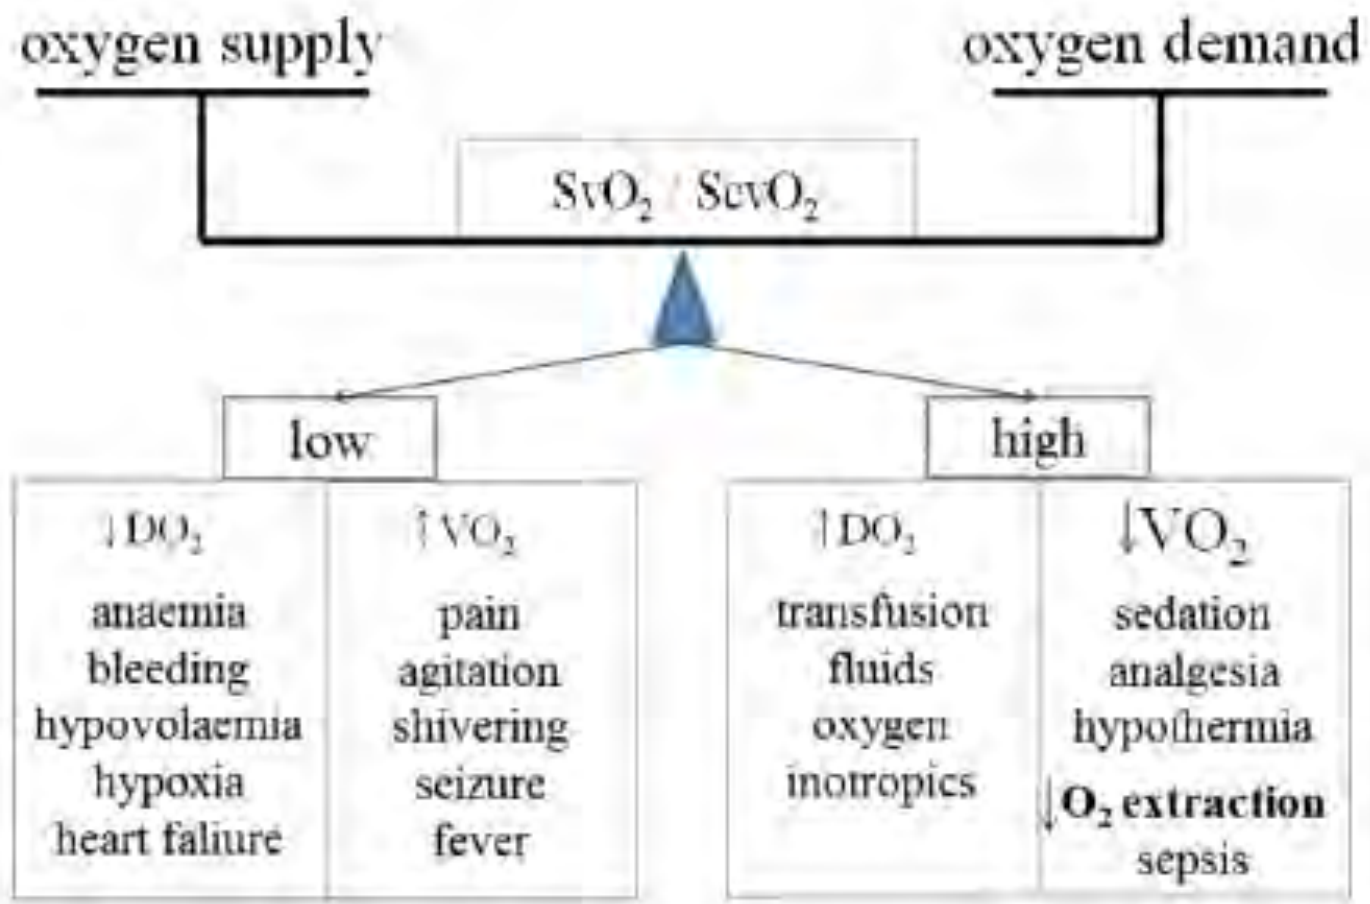 oxygen supply
oxygen demand
SvO₂ / ScvO₂
low
↓DO₂
anaemia
bleeding
hypovolaemia
hypoxia
heart faliure
↑VO₂
pain
agitation
shivering
seizure
fever
high
↑DO₂
transfusion
fluids
oxygen
inotropics
↓VO₂
sedation
analgesia
hypothermia
↓O₂ extraction
sepsis